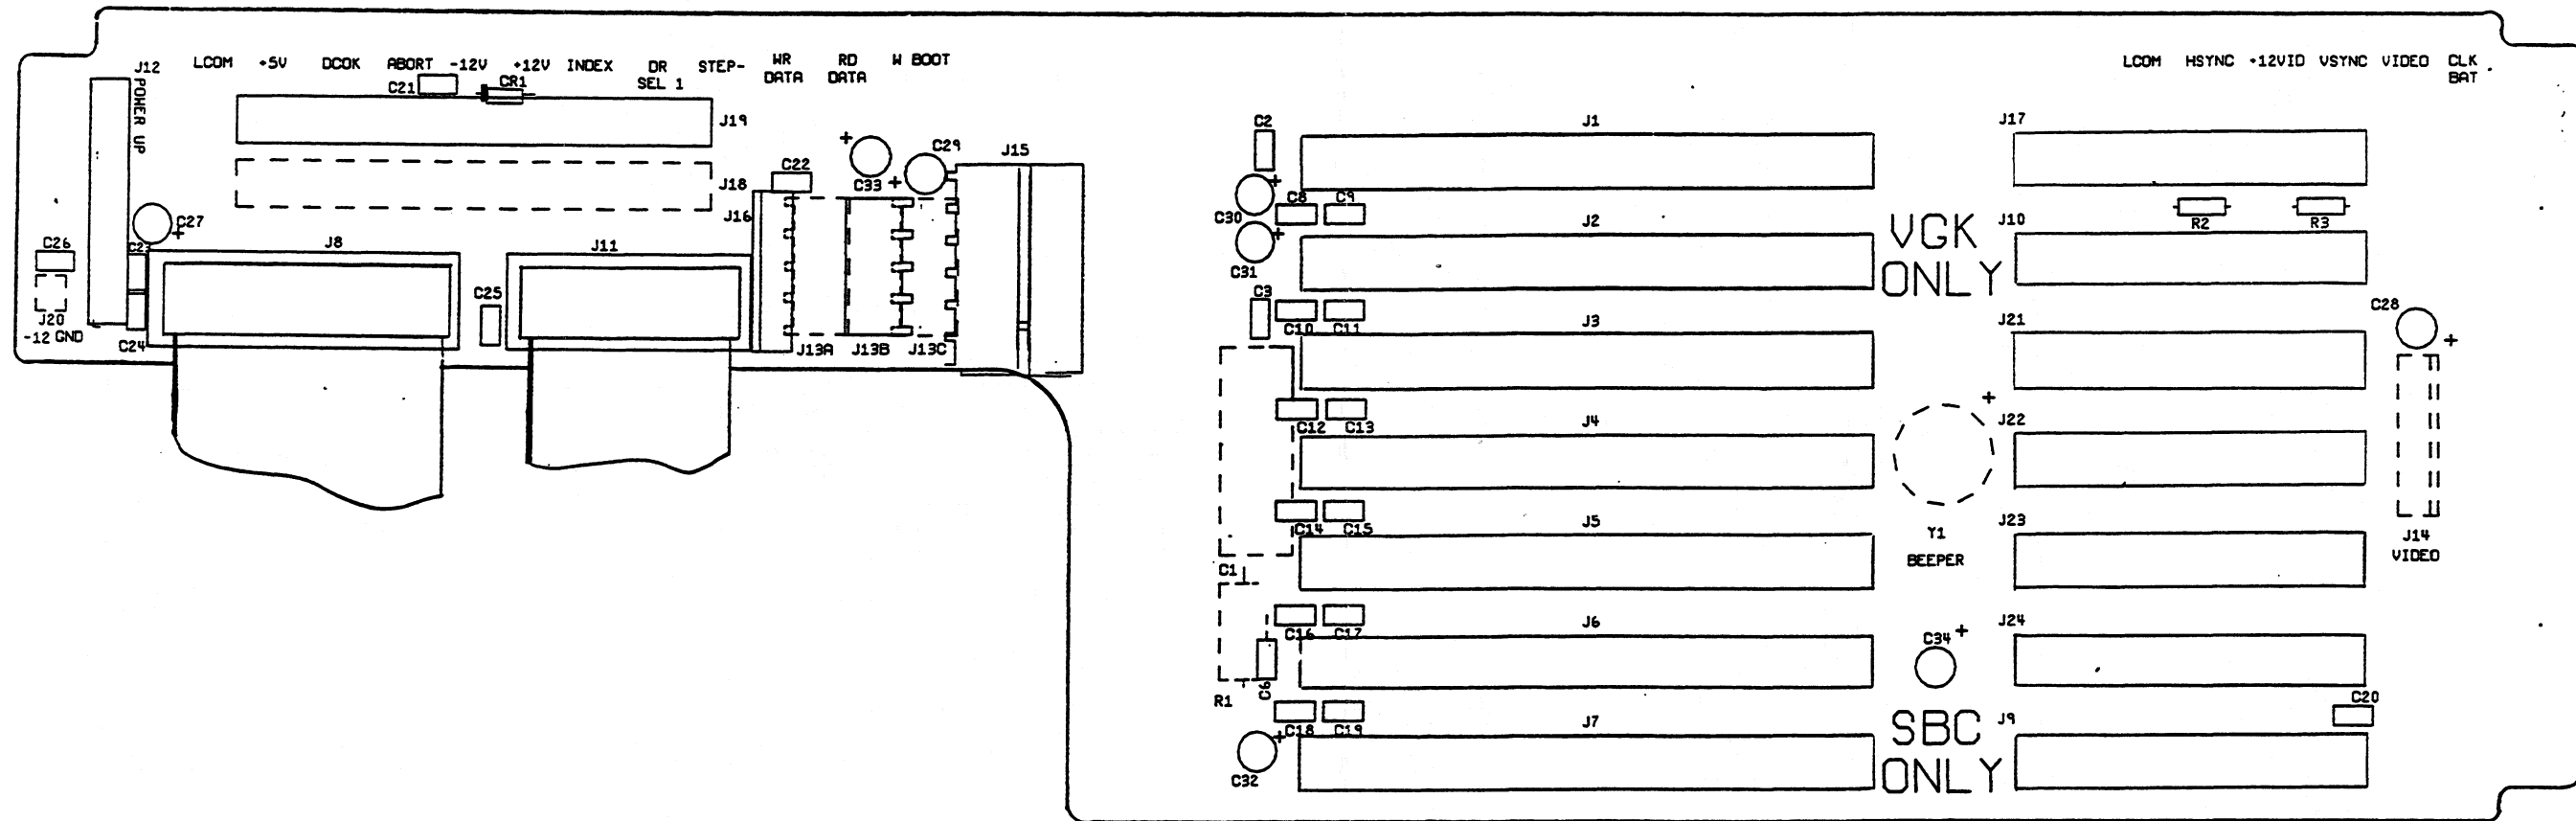 J12 LCOM +5V DCOK ABORT -12V +12V INDEX DR SEL 1 STEP- WR DATA RD DATA W BOOT
LCOM HSYNC +12VID VSYNC VIDEO CLK BAT
POWER UP
C21 CR1
J19
J18
J16
C22
C33
C29
J15
C27
C26
C23
J8
J11
C25
J20
-12 GND
C24
J13A J13B J13C
C2
J1
J17
C30
C8 C9
J2
VGK
ONLY
J10
R2 R3
C31
C3
C10 C11
J3
J21
C28
C12 C13
J4
J22
C14 C15
J5
Y1
BEEPER
J23
J14
VIDEO
C1
C16 C17
J6
C34
J24
R1
C6
C18 C19
J7
SBC
ONLY
J9
C20
C32